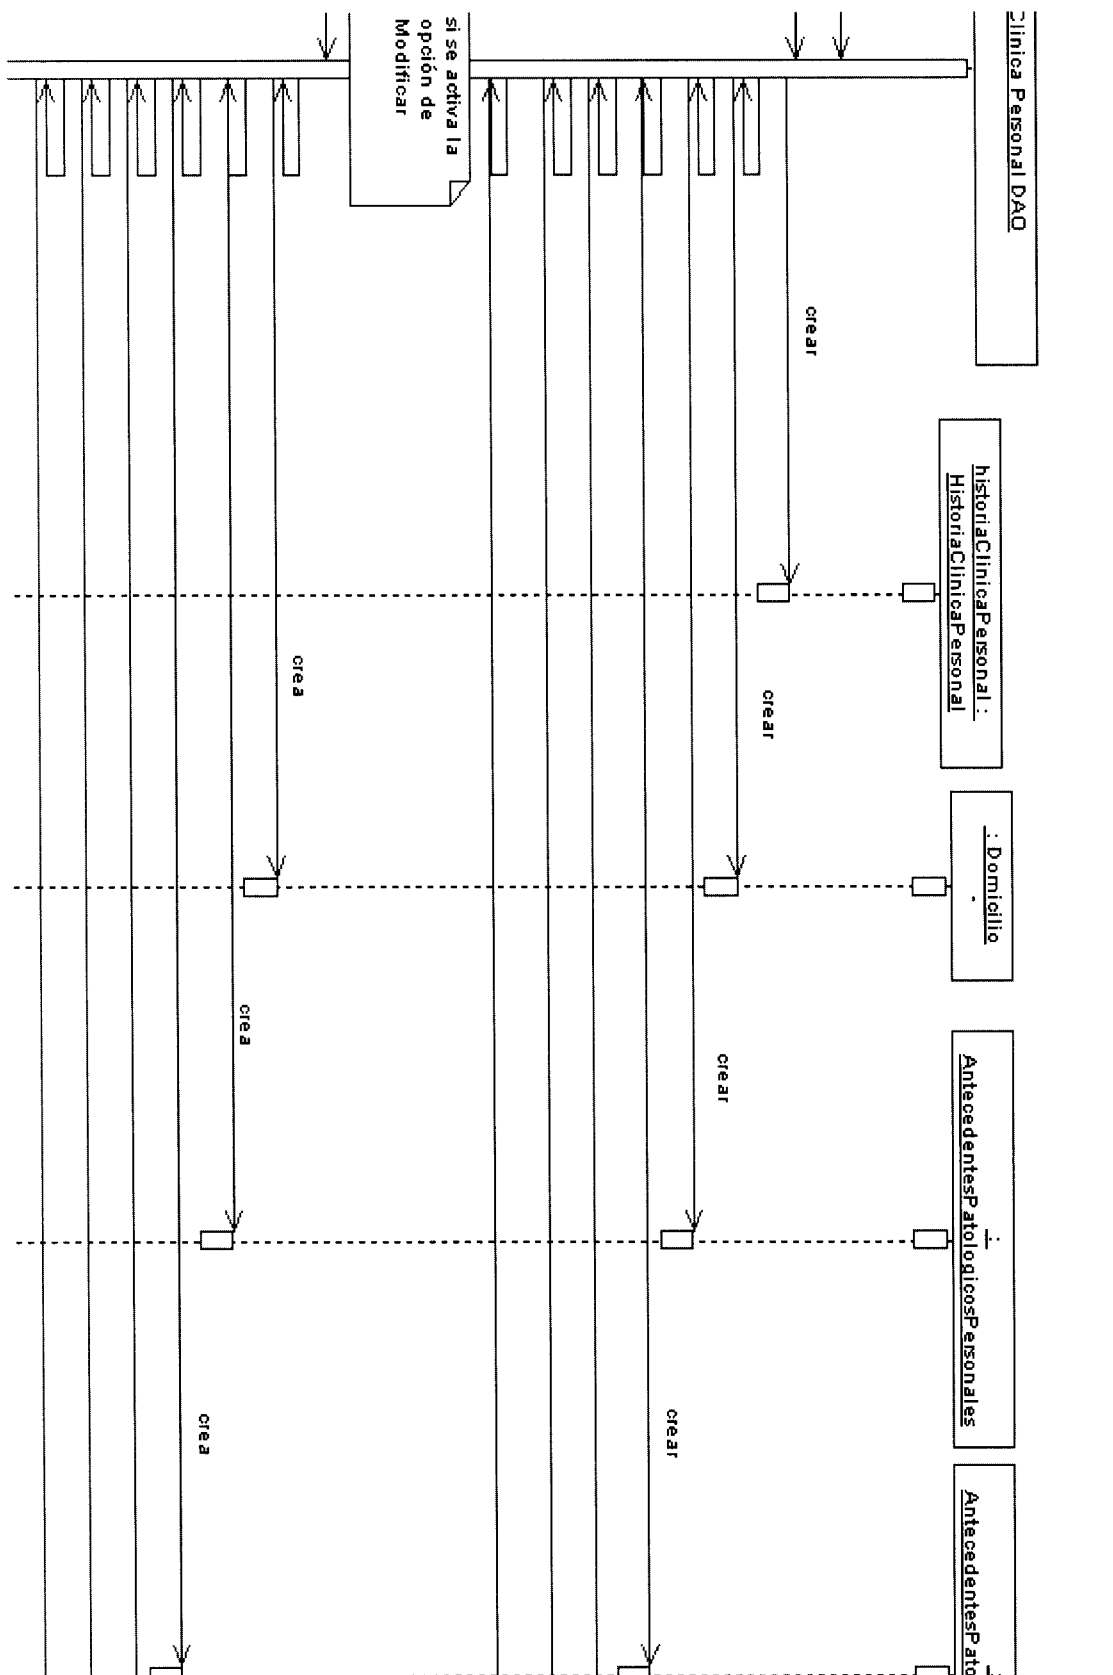 Clinica Personal DAO
historiaClinicaPersonal :
HistoriaClinicaPersonal
: Domicilio
:
AntecedentesPatologicosPersonales
AntecedentesPato
:
crear
crear
crear
crear
si se activa la
opción de
Modificar
crea
crea
crea